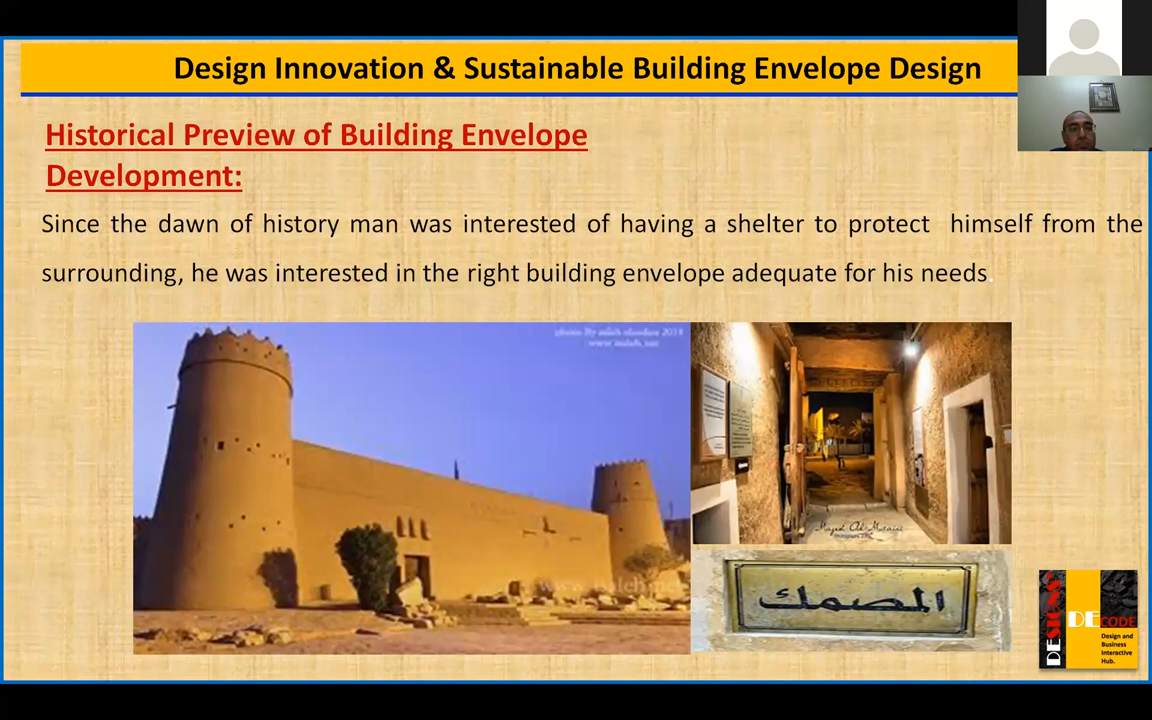 Design Innovation & Sustainable Building Envelope Design
Historical Preview of Building Envelope
Development:
Since the dawn of history man was interested of having a shelter to protect himself from the
surrounding, he was interested in the right building envelope adequate for his needs.
المصمك
DESIGNS
DECODE
Design and
Business
Interactive
Hub.